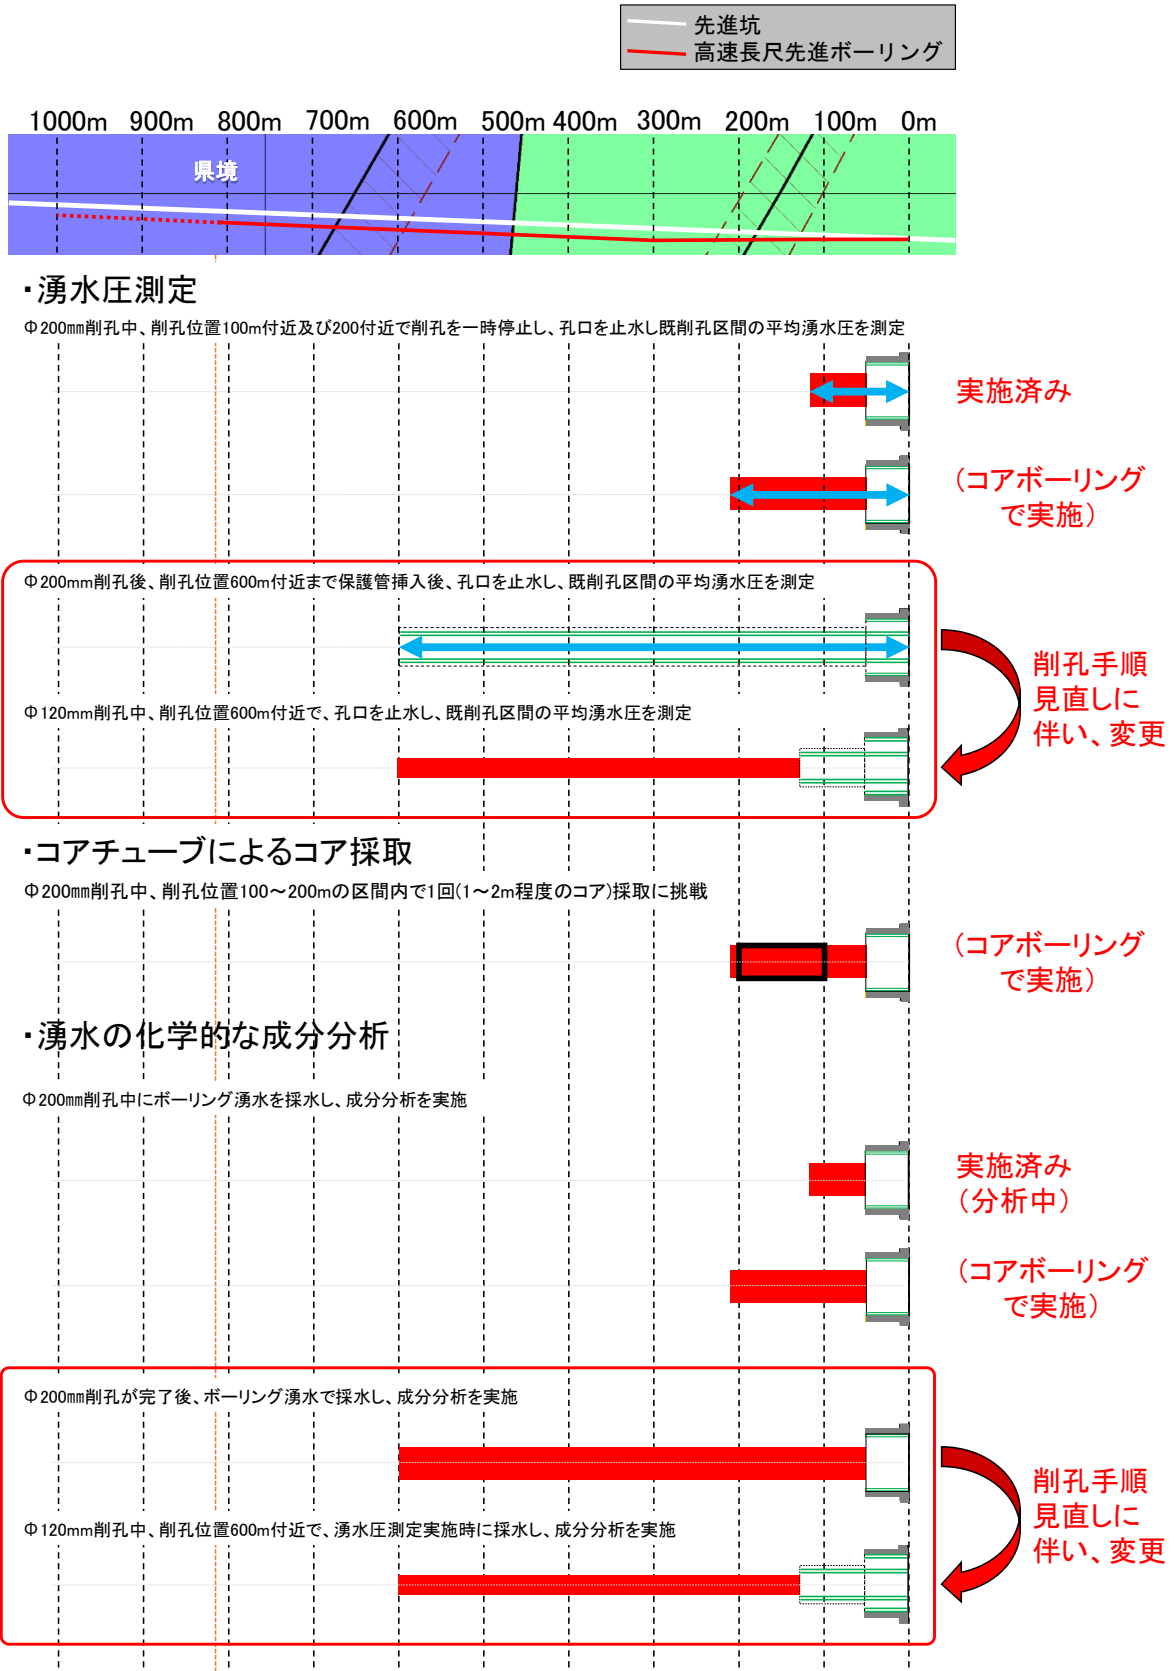 先進坑
高速長尺先進ボーリング
1000m 900m 800m 700m 600m 500m 400m 300m 200m 100m 0m
県境
・湧水圧測定
Φ200㎜削孔中、削孔位置100m付近及び200付近で削孔を一時停止し、孔口を止水し既削孔区間の平均湧水圧を測定
実施済み
（コアボーリング
で実施）
Φ200mm削孔後、削孔位置600m付近まで保護管挿入後、孔口を止水し、既削孔区間の平均湧水圧を測定
Φ120mm削孔中、削孔位置600m付近で、孔口を止水し、既削孔区間の平均湧水圧を測定
削孔手順
見直しに
伴い、変更
・コアチューブによるコア採取
Φ200㎜削孔中、削孔位置100～200mの区間内で1回(1～2m程度のコア)採取に挑戦
（コアボーリング
で実施）
・湧水の化学的な成分分析
Φ200㎜削孔中にボーリング湧水を採水し、成分分析を実施
実施済み
（分析中）
（コアボーリング
で実施）
Φ200mm削孔が完了後、ボーリング湧水で採水し、成分分析を実施
Φ120mm削孔中、削孔位置600m付近で、湧水圧測定実施時に採水し、成分分析を実施
削孔手順
見直しに
伴い、変更